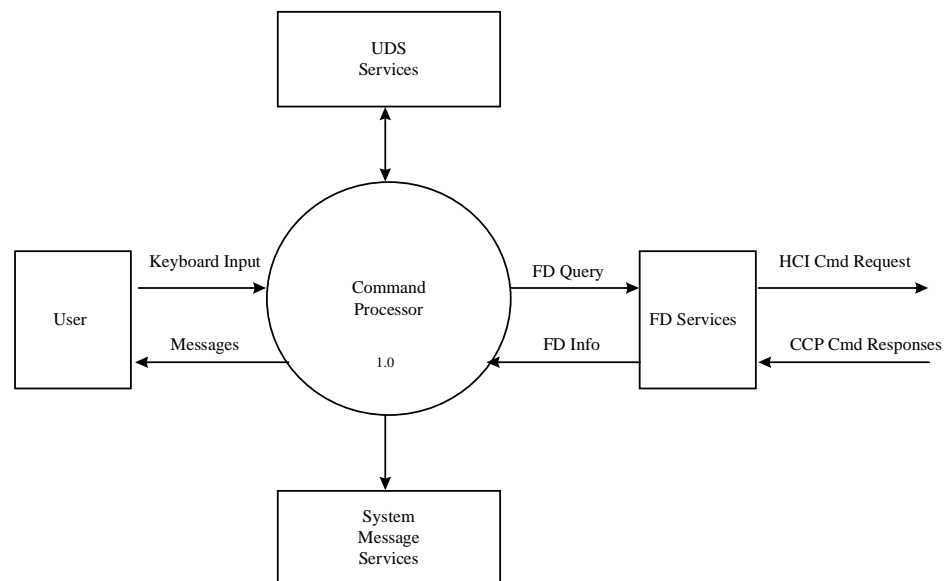 UDS
Services
Keyboard Input
FD Query
HCI Cmd Request
User
Command
Processor
FD Services
Messages
1.0
FD Info
CCP Cmd Responses
System
Message
Services